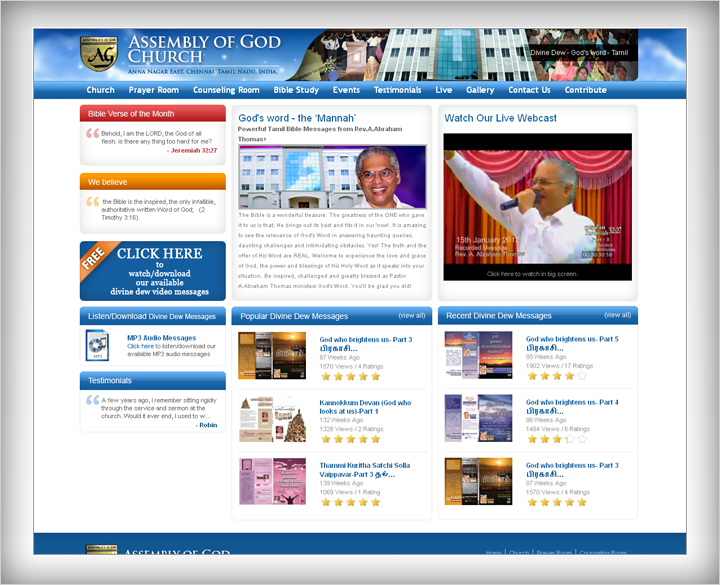 ASSEMBLY OF GOD
CHURCH
ANNA NAGAR EAST, CHENNAI TAMIL NADU, INDIA.
AG
Divine Dew - God's Word - Tamil
Church Prayer Room Counseling Room Bible Study Events Testimonials Live Gallery Contact Us Contribute
Bible Verse of the Month
Behold, I am the LORD, the God of all
flesh: is there any thing too hard for me?
- Jeremiah 32:27
We believe
the Bible is the inspired, the only infallible,
authoritative written Word of God; (2
Timothy 3:15).
FREE
CLICK HERE
to
watch/download
our available
divine dew video messages
Listen/Download Divine Dew Messages
MP3
MP3 Audio Messages
Click here to listen/download our
available MP3 audio messages
Testimonials
A few years ago, I remember sitting rigidly
through the service and sermon at the
church. Would it ever end, I used to w...
- Robin
God's word - the 'Mannah'
Powerful Tamil Bible Messages from Rev.A.Abraham
Thomas+
The Bible is a wonderful treasure. The greatness of the ONE who gave
it to us is that, He brings out its best and fits it in our 'now'. It is amazing
to see the relevance of God's Word in answering haunting queries,
daunting challenges and intimidating obstacles. Yes! The truth and the
offer of His Word are REAL. Welcome to experience the love and grace
of God, the power and blessings of His Holy Word as it speaks into your
situation. Be inspired, challenged and greatly blessed as Pastor
A.Abraham Thomas ministers God's Word. You'll be glad you did!
Watch Our Live Webcast
15th January 201
Recorded Message
Rev. A. Abraham Thomas
32:27
Click here to watch in big screen.
Popular Divine Dew Messages (view all)
God who brightens us- Part 3
பிரகாசி...
87 Weeks Ago
1570 Views / 4 Ratings
Kannokkum Devan (God who
looks at us)-Part 1
132 Weeks Ago
1328 Views / 2 Ratings
Thammi Kuritha Satchi Solla
Vaippavar-Part 3
139 Weeks Ago
1069 Views / 1 Rating
Recent Divine Dew Messages (view all)
God who brightens us- Part 5
பிரகாசி...
85 Weeks Ago
1902 Views / 17 Ratings
God who brightens us- Part 4
பிரகாசி...
86 Weeks Ago
1484 Views / 6 Ratings
God who brightens us- Part 3
பிரகாசி...
87 Weeks Ago
1570 Views / 4 Ratings
ASSEMBLY OF GOD
Home | Church | Prayer Room | Counseling Room